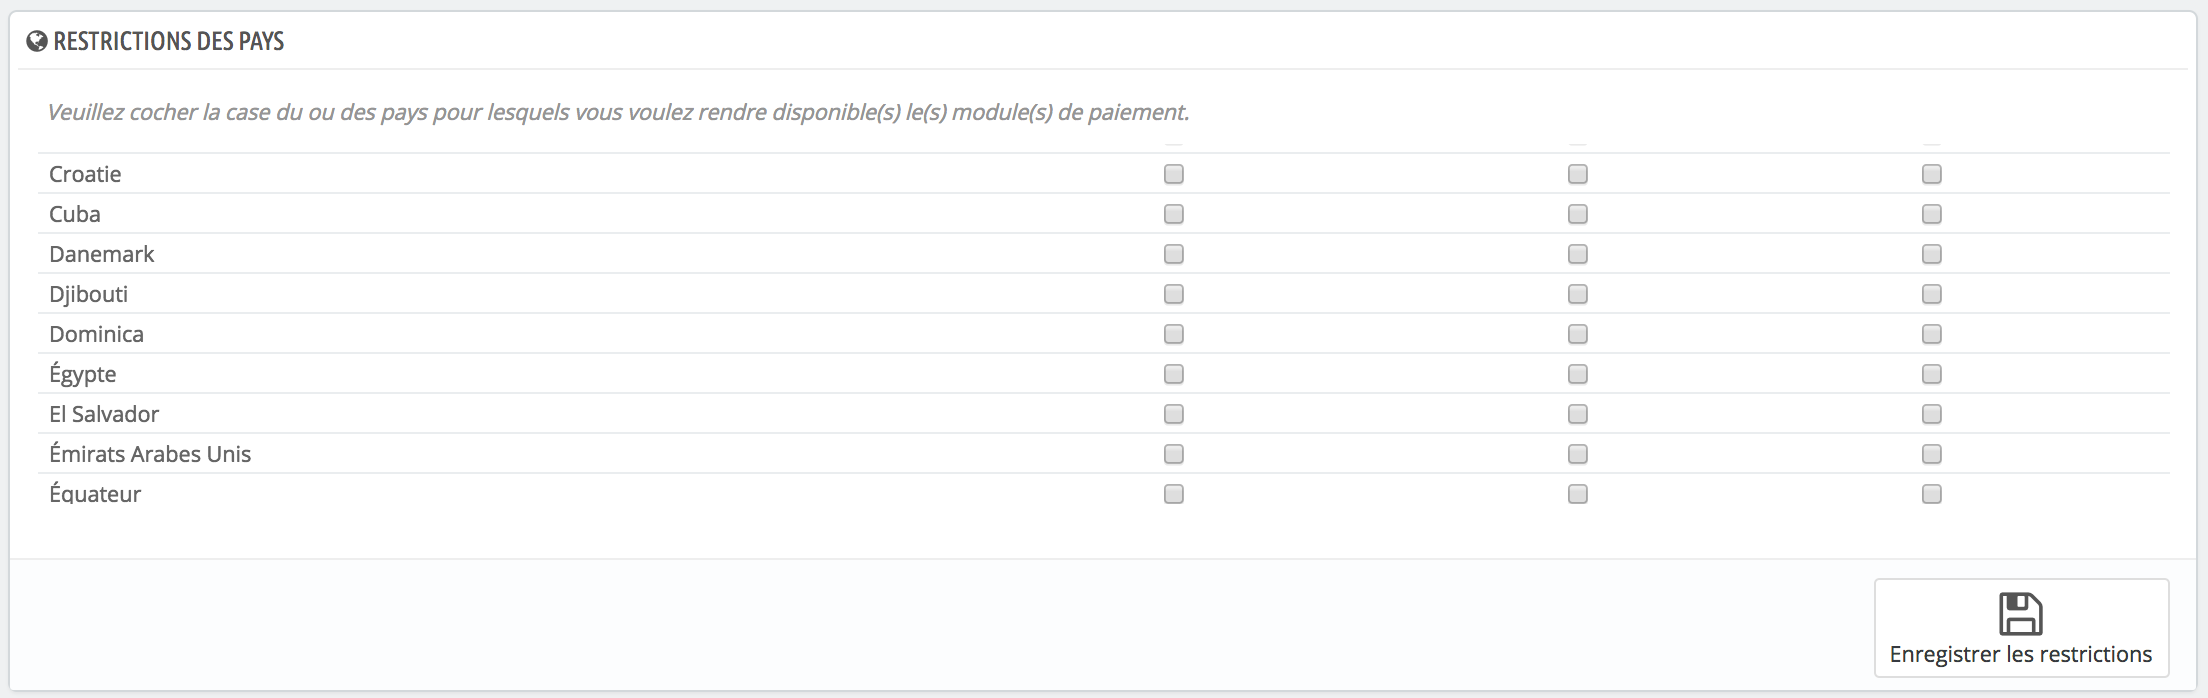 RESTRICTIONS DES PAYS
Veuillez cocher la case du ou des pays pour lesquels vous voulez rendre disponible(s) le(s) module(s) de paiement.
Croatie
Cuba
Danemark
Djibouti
Dominica
Égypte
El Salvador
Émirats Arabes Unis
Équateur
Enregistrer les restrictions